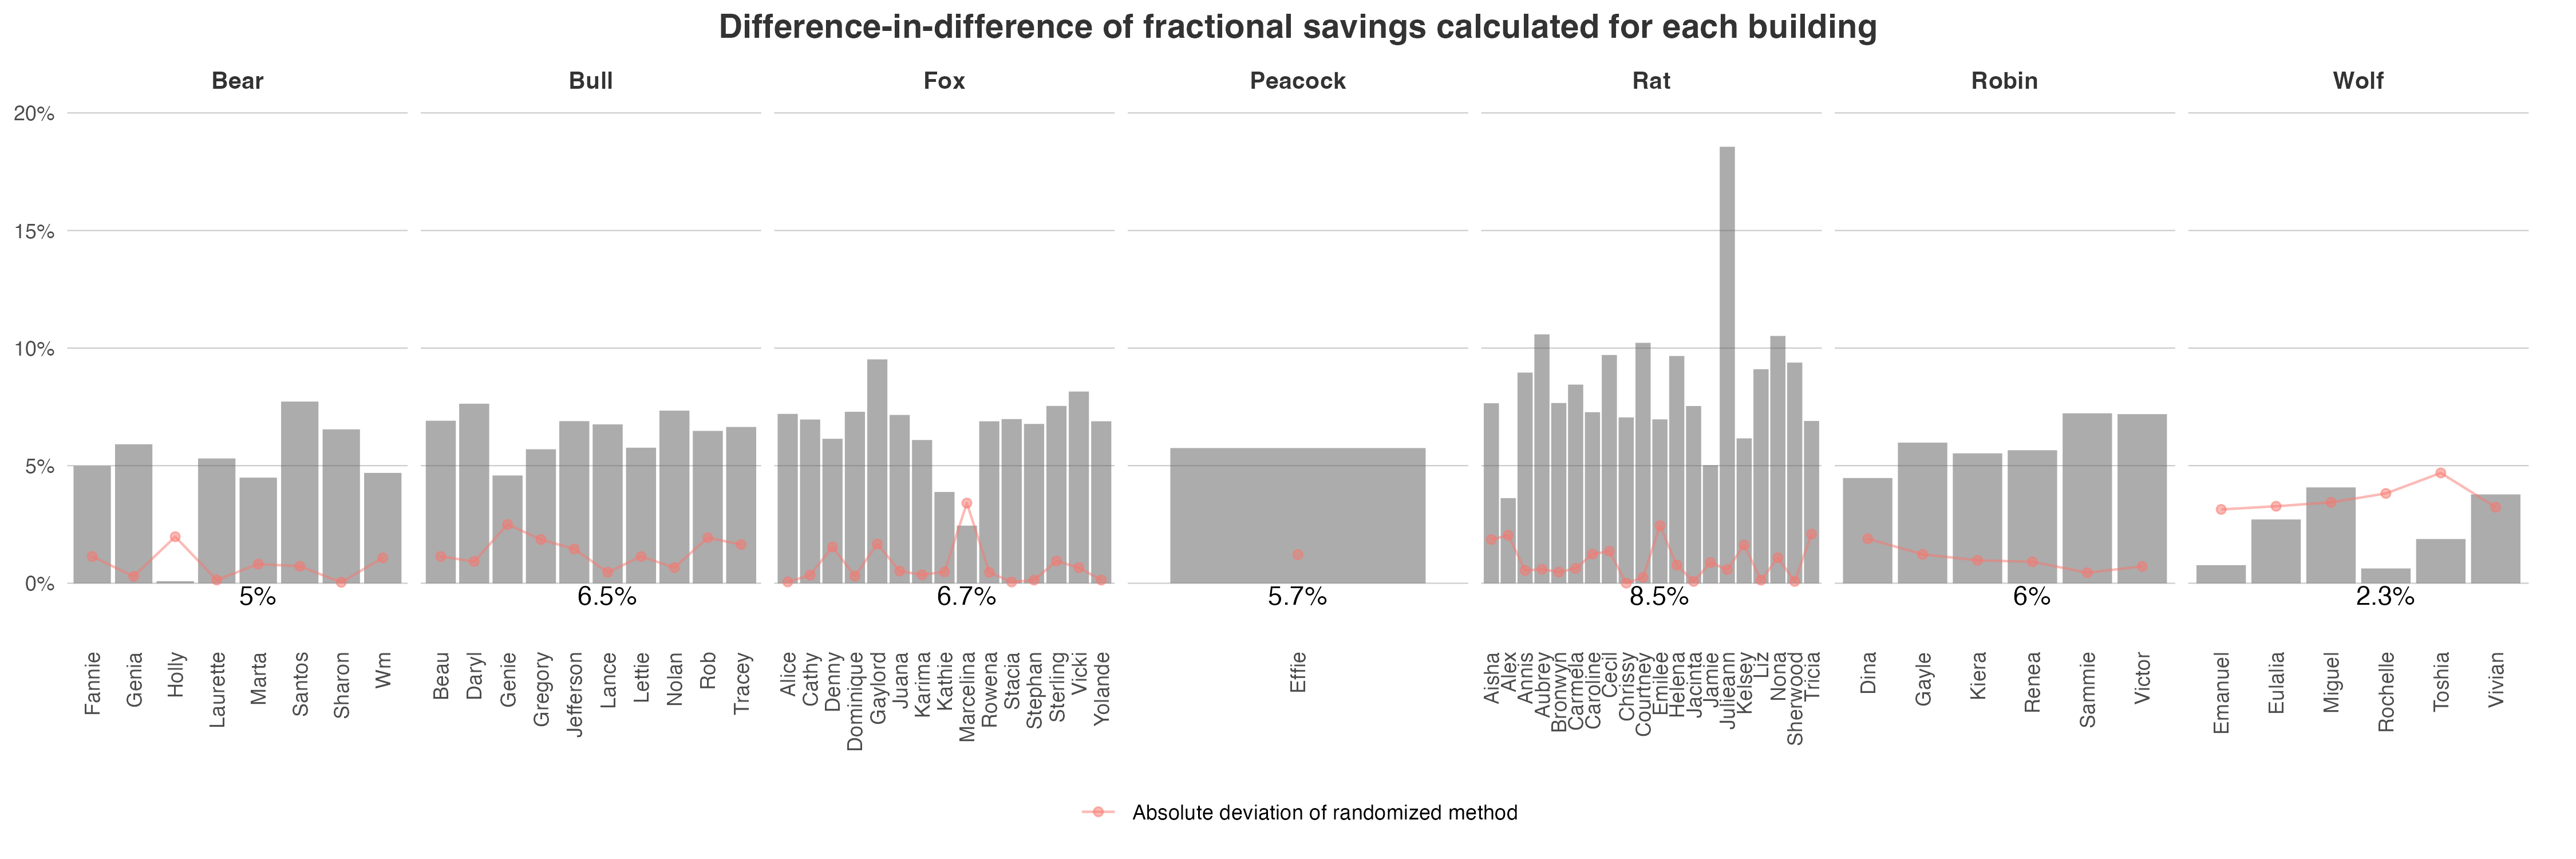 Difference-in-difference of fractional savings calculated for each building
Bear Bull Fox Peacock Rat Robin Wolf
20%
15%
10%
5%
0%
5% 6.5% 6.7% 5.7% 8.5% 6% 2.3%
Fannie Genia Holly Laurette Marta Santos Sharon Wm Beau Daryl Genie Gregory Jefferson Lance Lettie Nolan Rob Tracey Alice Cathy Denny Dominique Gaylord Juana Karima Kathie Marcelina Rowena Stacia Stephan Sterling Vicki Yolande Effie Aisha Alex Annis Aubrey Bronwyn Carmela Caroline Cecil Chrissy Courtney Emilee Helena Jacinta Jamie Julieann Kelsey Liz Nona Sherwood Tricia Dina Gayle Kiera Renea Sammie Victor Emanuel Eulalia Miguel Rochelle Toshia Vivian
Absolute deviation of randomized method